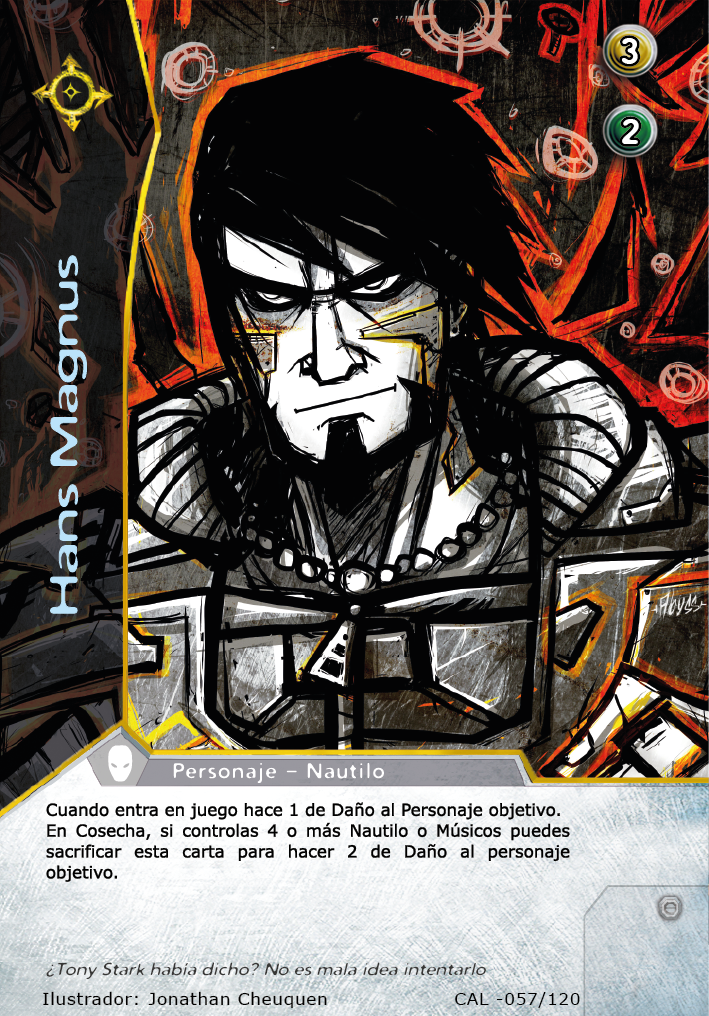 3
2
Hans Magnus
Personaje – Nautilo
Cuando entra en juego hace 1 de Daño al Personaje objetivo.
En Cosecha, si controlas 4 o más Nautilo o Músicos puedes
sacrificar esta carta para hacer 2 de Daño al personaje
objetivo.
¿Tony Stark habia dicho? No es mala idea intentarlo
Ilustrador: Jonathan Cheuquen
CAL -057/120